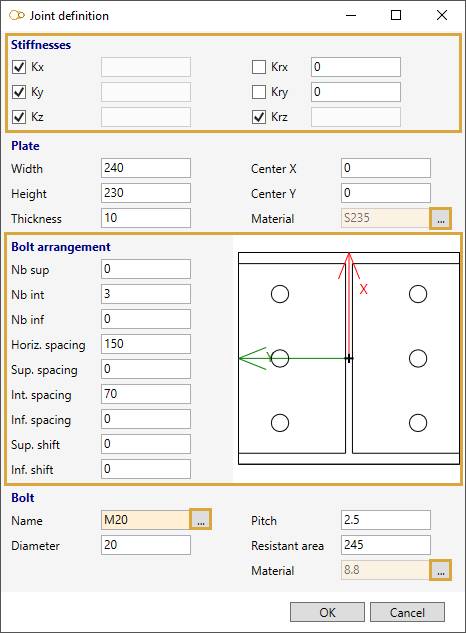 Joint definition
Stiffnesses
Kx Krx 0
Ky Kry 0
Kz Krz
Plate
Width 240 Center X 0
Height 230 Center Y 0
Thickness 10 Material S235 ...
Bolt arrangement
Nb sup 0
Nb int 3
Nb inf 0
Horiz. spacing 150
Sup. spacing 0
Int. spacing 70
Inf. spacing 0
Sup. shift 0
Inf. shift 0
X
Y
Bolt
Name M20 ... Pitch 2.5
Diameter 20 Resistant area 245
Material 8.8 ...
OK Cancel